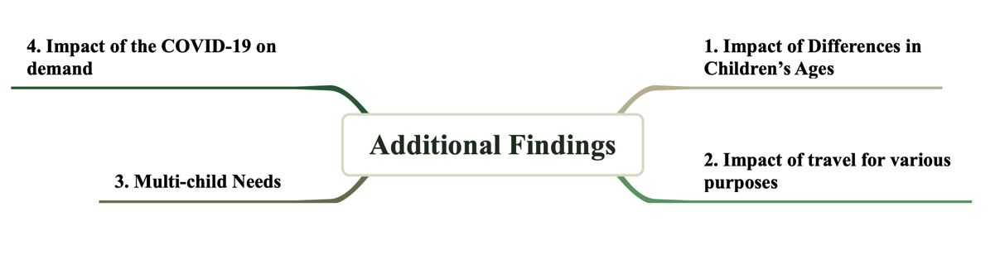 4. Impact of the COVID-19 on
demand
1. Impact of Differences in
Children’s Ages
Additional Findings
3. Multi-child Needs
2. Impact of travel for various
purposes